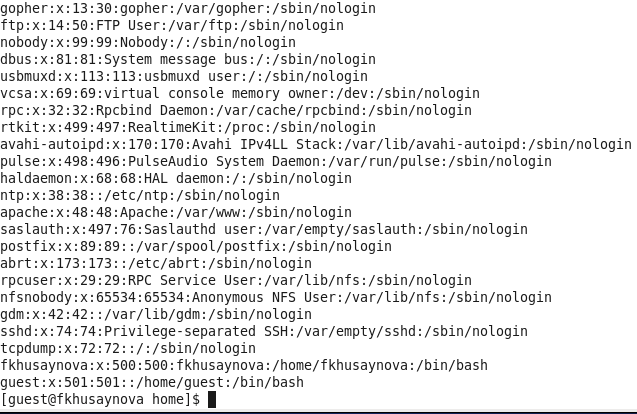 gopher:x:13:30:gopher:/var/gopher:/sbin/nologin
ftp:x:14:50:FTP User:/var/ftp:/sbin/nologin
nobody:x:99:99:Nobody:/:/sbin/nologin
dbus:x:81:81:System message bus:/:/sbin/nologin
usbmuxd:x:113:113:usbmuxd user:/:/sbin/nologin
vcsa:x:69:69:virtual console memory owner:/dev:/sbin/nologin
rpc:x:32:32:Rpcbind Daemon:/var/cache/rpcbind:/sbin/nologin
rtkit:x:499:497:RealtimeKit:/proc:/sbin/nologin
avahi-autoipd:x:170:170:Avahi IPv4LL Stack:/var/lib/avahi-autoipd:/sbin/nologin
pulse:x:498:496:PulseAudio System Daemon:/var/run/pulse:/sbin/nologin
haldaemon:x:68:68:HAL daemon:/:/sbin/nologin
ntp:x:38:38::/etc/ntp:/sbin/nologin
apache:x:48:48:Apache:/var/www:/sbin/nologin
saslauth:x:497:76:Saslauthd user:/var/empty/saslauth:/sbin/nologin
postfix:x:89:89::/var/spool/postfix:/sbin/nologin
abrt:x:173:173::/etc/abrt:/sbin/nologin
rpcuser:x:29:29:RPC Service User:/var/lib/nfs:/sbin/nologin
nfsnobody:x:65534:65534:Anonymous NFS User:/var/lib/nfs:/sbin/nologin
gdm:x:42:42::/var/lib/gdm:/sbin/nologin
sshd:x:74:74:Privilege-separated SSH:/var/empty/sshd:/sbin/nologin
tcpdump:x:72:72::/:/sbin/nologin
fkhusaynova:x:500:500:fkhusaynova:/home/fkhusaynova:/bin/bash
guest:x:501:501::/home/guest:/bin/bash
[guest@fkhusaynova home]$